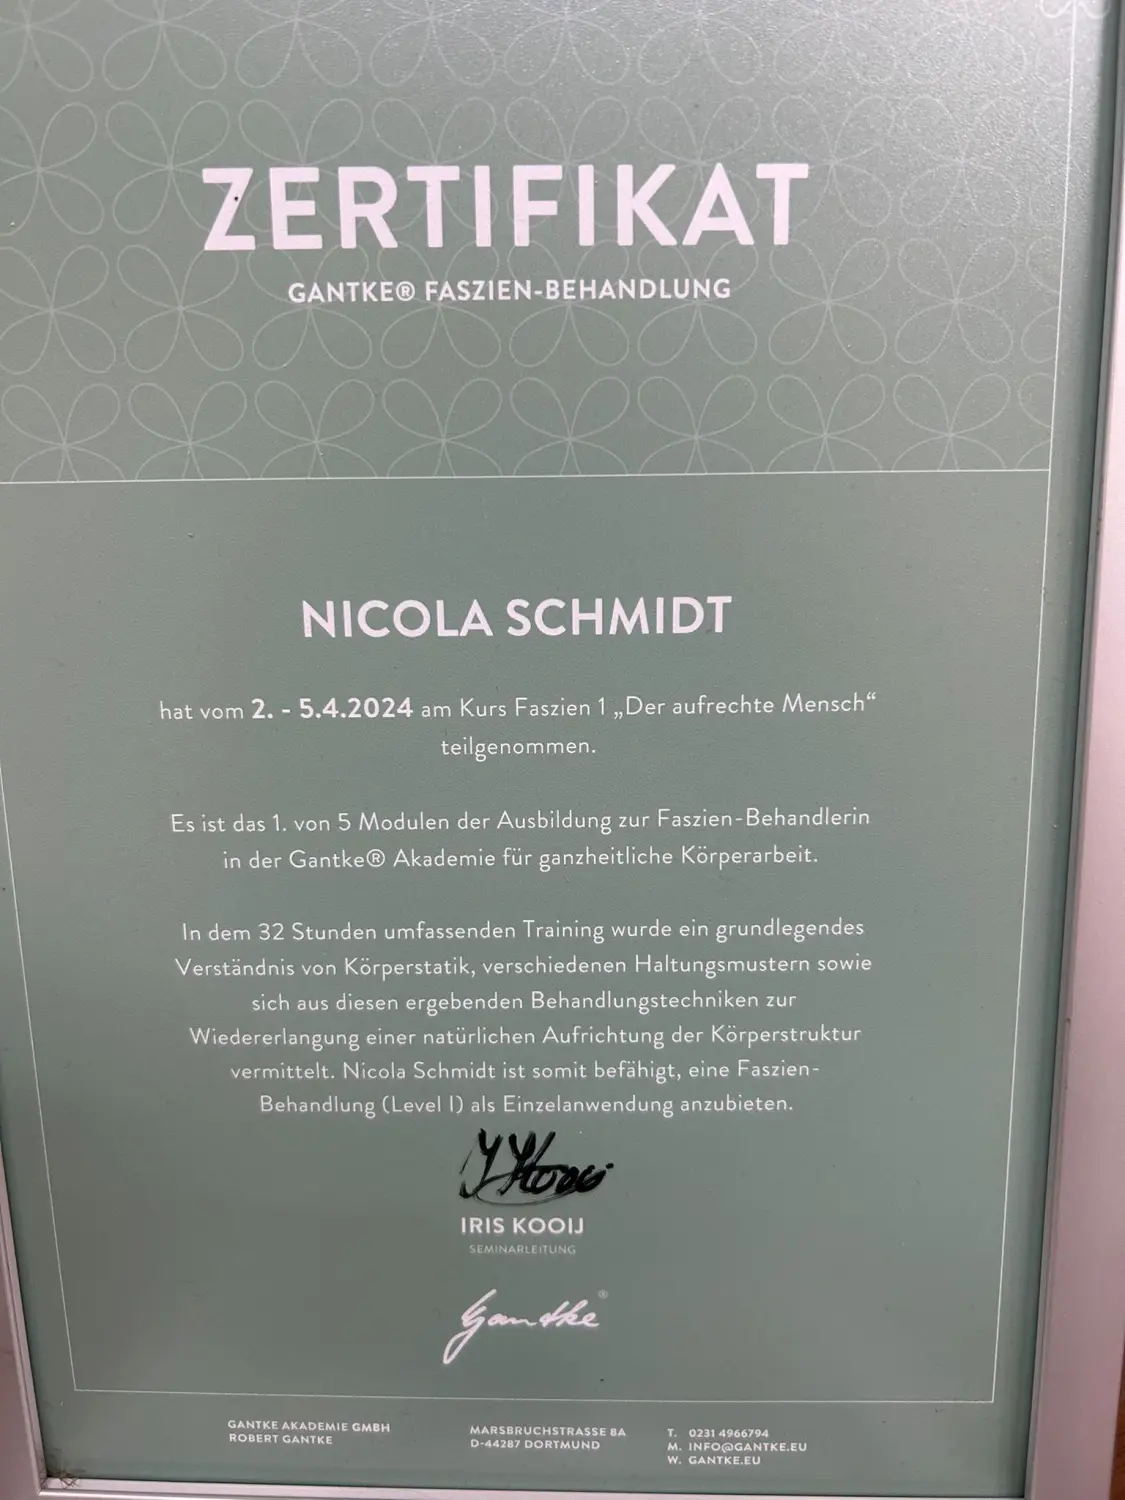 ZERTIFIKAT
GANTKE® FASZIEN-BEHANDLUNG
NICOLA SCHMIDT
hat vom 2. - 5.4.2024 am Kurs Faszien 1 „Der aufrechte Mensch“
teilgenommen.
Es ist das 1. von 5 Modulen der Ausbildung zur Faszien-Behandlerin
in der Gantke® Akademie für ganzheitliche Körperarbeit.
In dem 32 Stunden umfassenden Training wurde ein grundlegendes
Verständnis von Körperstatik, verschiedenen Haltungsmustern sowie
sich aus diesen ergebenden Behandlungstechniken zur
Wiedererlangung einer natürlichen Aufrichtung der Körperstruktur
vermittelt. Nicola Schmidt ist somit befähigt, eine Faszien-
Behandlung (Level I) als Einzelanwendung anzubieten.
IRIS KOOIJ
SEMINARLEITUNG
Gantke®
GANTKE AKADEMIE GMBH
ROBERT GANTKE
MARSBRUCHSTRASSE 8A
D-44287 DORTMUND
T. 0231 4966794
M. INFO@GANTKE.EU
W. GANTKE.EU